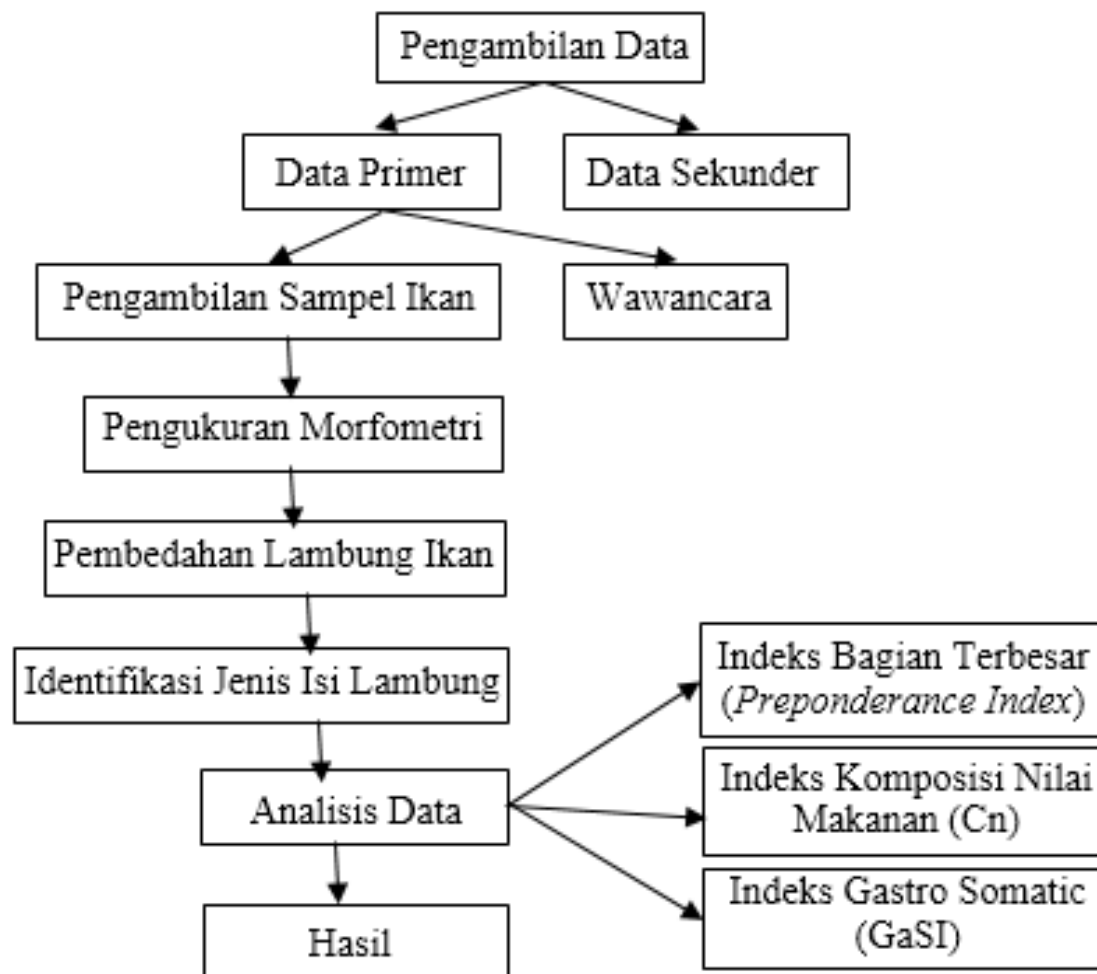 Pengambilan Data
Data Primer
Data Sekunder
Pengambilan Sampel Ikan
Wawancara
Pengukuran Morfometri
Pembedahan Lambung Ikan
Identifikasi Jenis Isi Lambung
Analisis Data
Indeks Bagian Terbesar
(Preponderance Index)
Indeks Komposisi Nilai
Makanan (Cn)
Indeks Gastro Somatic
(GaSI)
Hasil